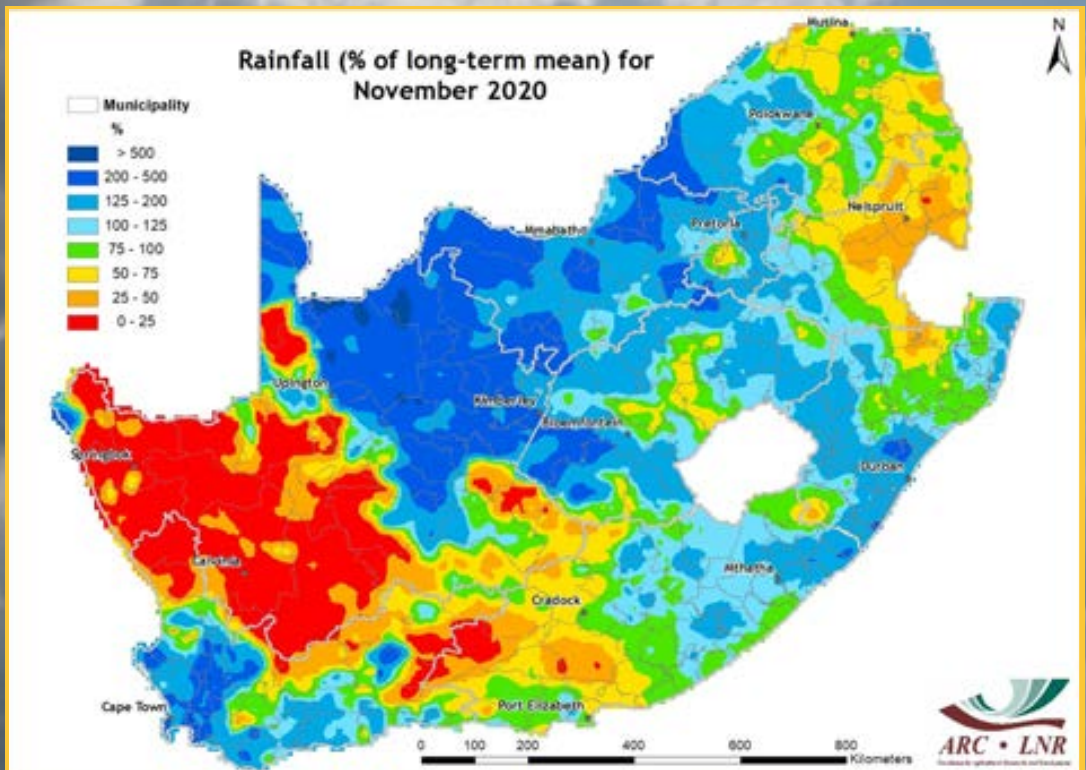 Rainfall (% of long-term mean) for
November 2020
N
Municipality
%
> 500
200 - 500
125 - 200
100 - 125
75 - 100
50 - 75
25 - 50
0 - 25
Musina
Polokwane
Nelspruit
Pretoria
Mmabatho
Upington
Kimberley
Bloemfontein
Springbok
Durban
Calvinia
Mthatha
Cradock
Cape Town
Port Elizabeth
0 100 200 400 600 800
Kilometers
ARC • LNR